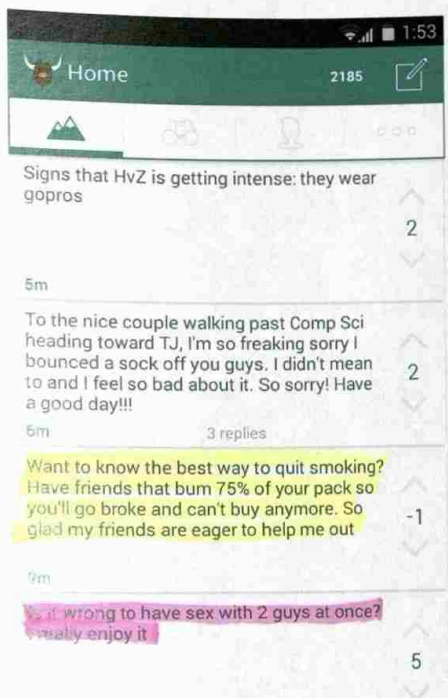 1:53
Home
2185
Signs that HvZ is getting intense: they wear
gopros
2
5m
To the nice couple walking past Comp Sci
heading toward TJ, I'm so freaking sorry I
bounced a sock off you guys. I didn't mean
to and I feel so bad about it. So sorry! Have
a good day!!!
2
6m
3 replies
Want to know the best way to quit smoking?
Have friends that bum 75% of your pack so
you'll go broke and can't buy anymore. So
glad my friends are eager to help me out
-1
it wrong to have sex with 2 guys at once?
really enjoy it
5